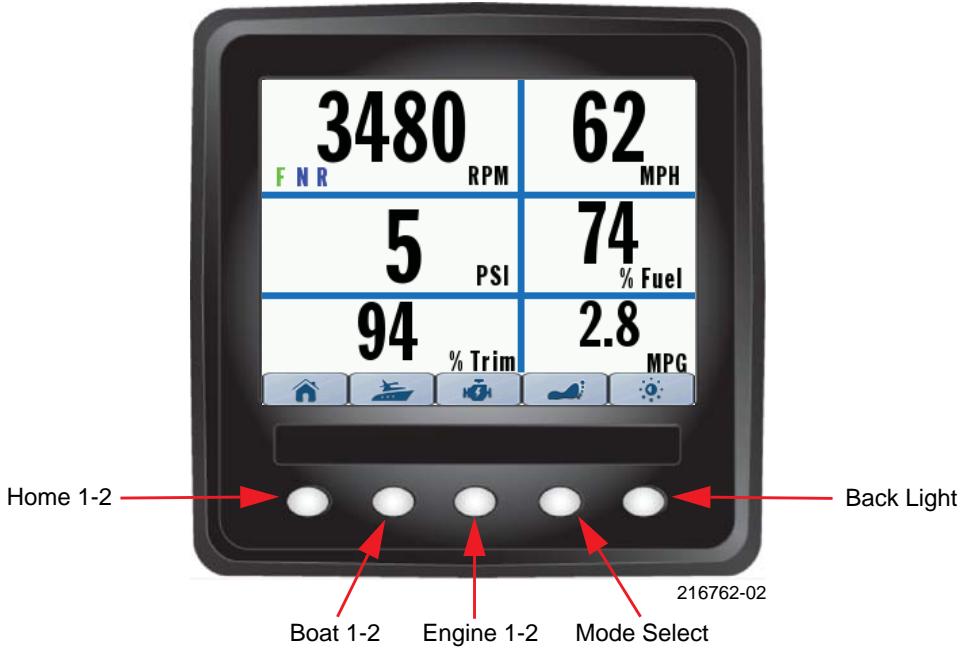 3480
F N R
RPM
62
MPH
5
PSI
74
% Fuel
94
% Trim
2.8
MPG
Home 1-2
Back Light
216762-02
Boat 1-2
Engine 1-2
Mode Select